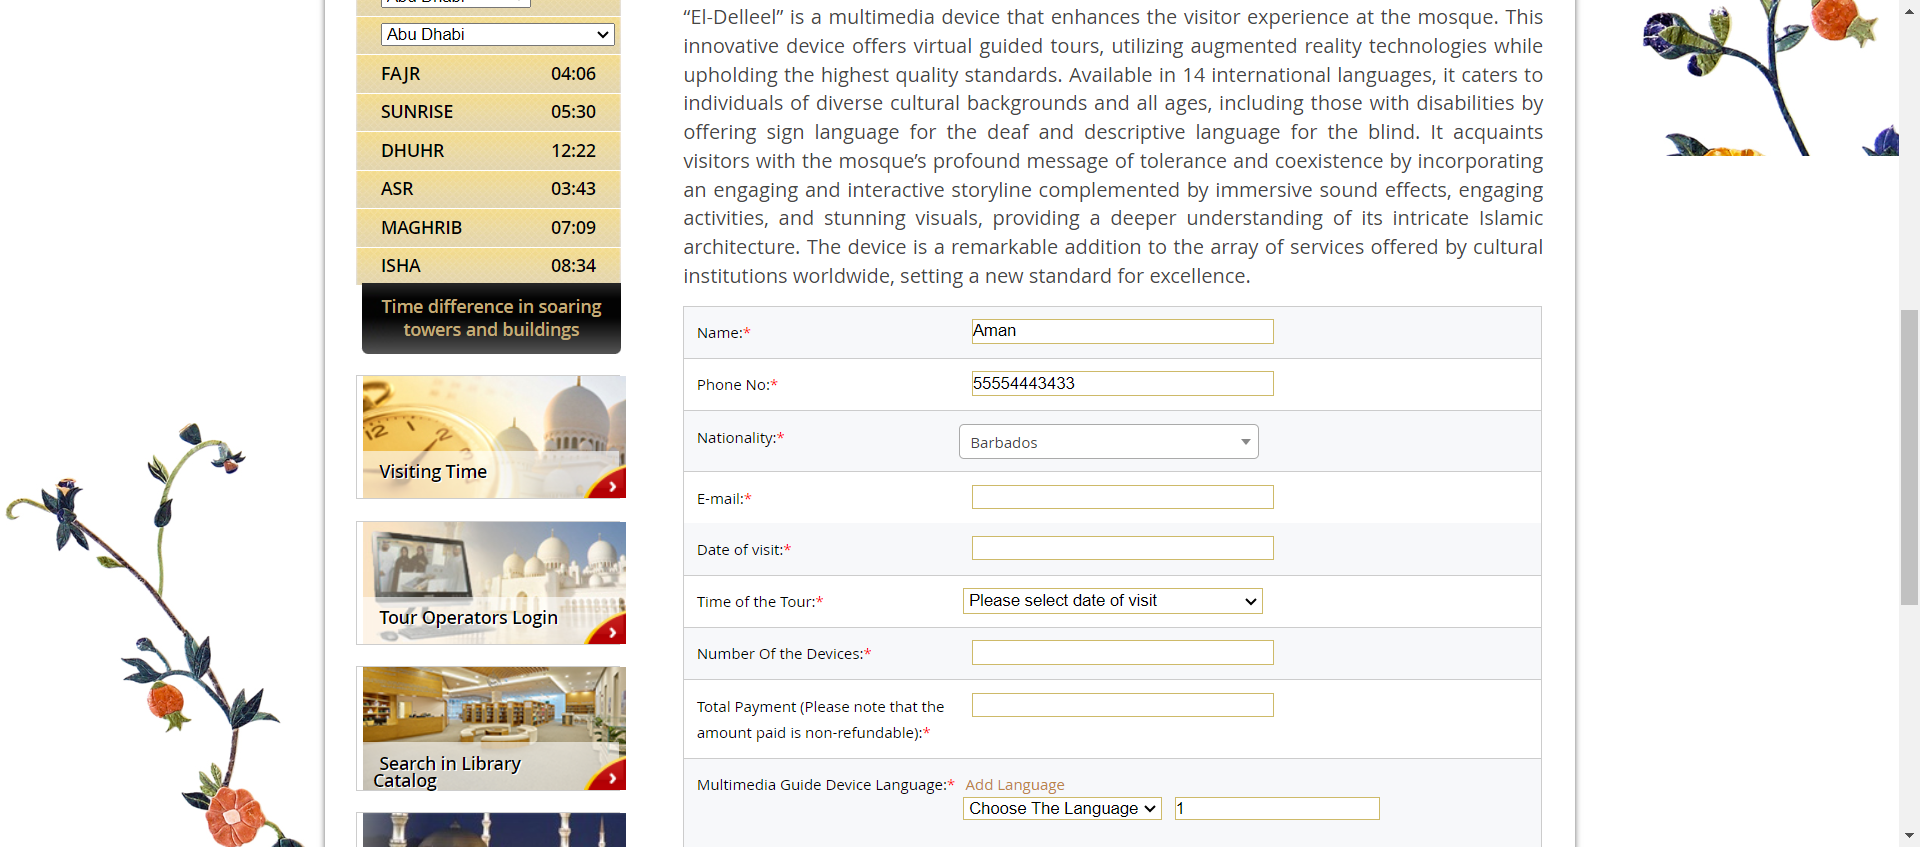 Abu Dhabi
Abu Dhabi
FAJR 04:06
SUNRISE 05:30
DHUHR 12:22
ASR 03:43
MAGHRIB 07:09
ISHA 08:34
Time difference in soaring
towers and buildings
Visiting Time
Tour Operators Login
Search in Library
Catalog
“El-Delleel” is a multimedia device that enhances the visitor experience at the mosque. This
innovative device offers virtual guided tours, utilizing augmented reality technologies while
upholding the highest quality standards. Available in 14 international languages, it caters to
individuals of diverse cultural backgrounds and all ages, including those with disabilities by
offering sign language for the deaf and descriptive language for the blind. It acquaints
visitors with the mosque’s profound message of tolerance and coexistence by incorporating
an engaging and interactive storyline complemented by immersive sound effects, engaging
activities, and stunning visuals, providing a deeper understanding of its intricate Islamic
architecture. The device is a remarkable addition to the array of services offered by cultural
institutions worldwide, setting a new standard for excellence.
Name:* Aman
Phone No:* 55554443433
Nationality:* Barbados
E-mail:*
Date of visit:*
Time of the Tour:* Please select date of visit
Number Of the Devices:*
Total Payment (Please note that the
amount paid is non-refundable):*
Multimedia Guide Device Language:* Add Language
Choose The Language 1